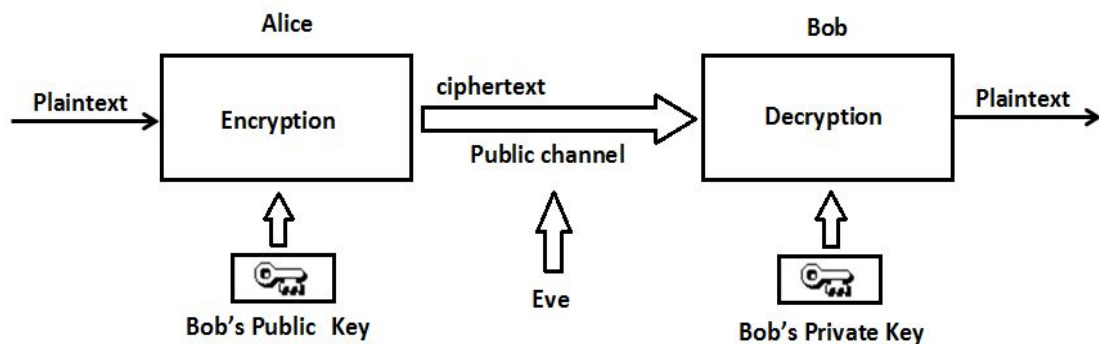 Alice
Bob
Plaintext
Encryption
ciphertext
Public channel
Decryption
Plaintext
Bob's Public Key
Eve
Bob's Private Key